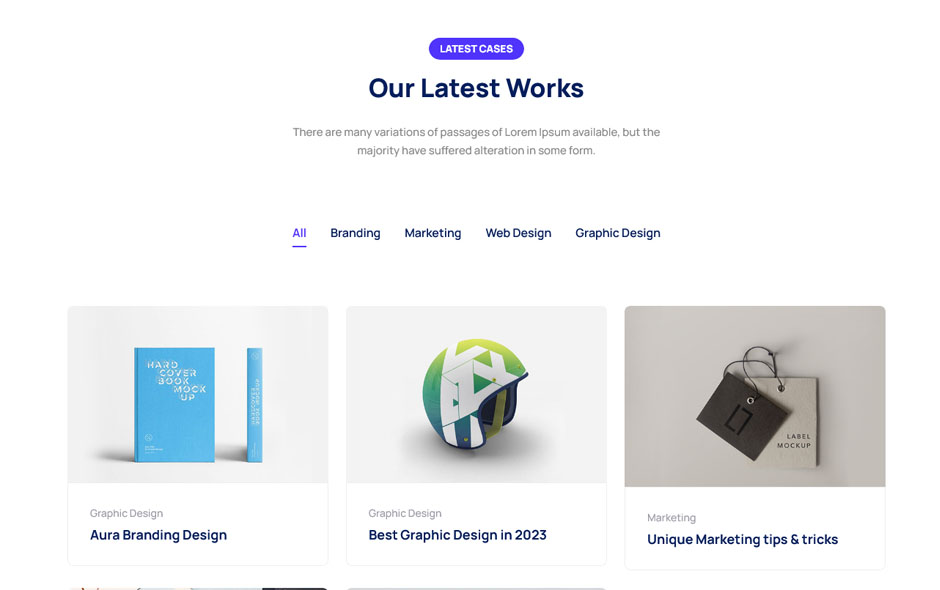 LATEST CASES
Our Latest Works
There are many variations of passages of Lorem Ipsum available, but the
majority have suffered alteration in some form.
All
Branding
Marketing
Web Design
Graphic Design
HARD
COVER
BOOK
MOCK
UP
LABEL
MOCKUP
Graphic Design
Aura Branding Design
Graphic Design
Best Graphic Design in 2023
Marketing
Unique Marketing tips & tricks